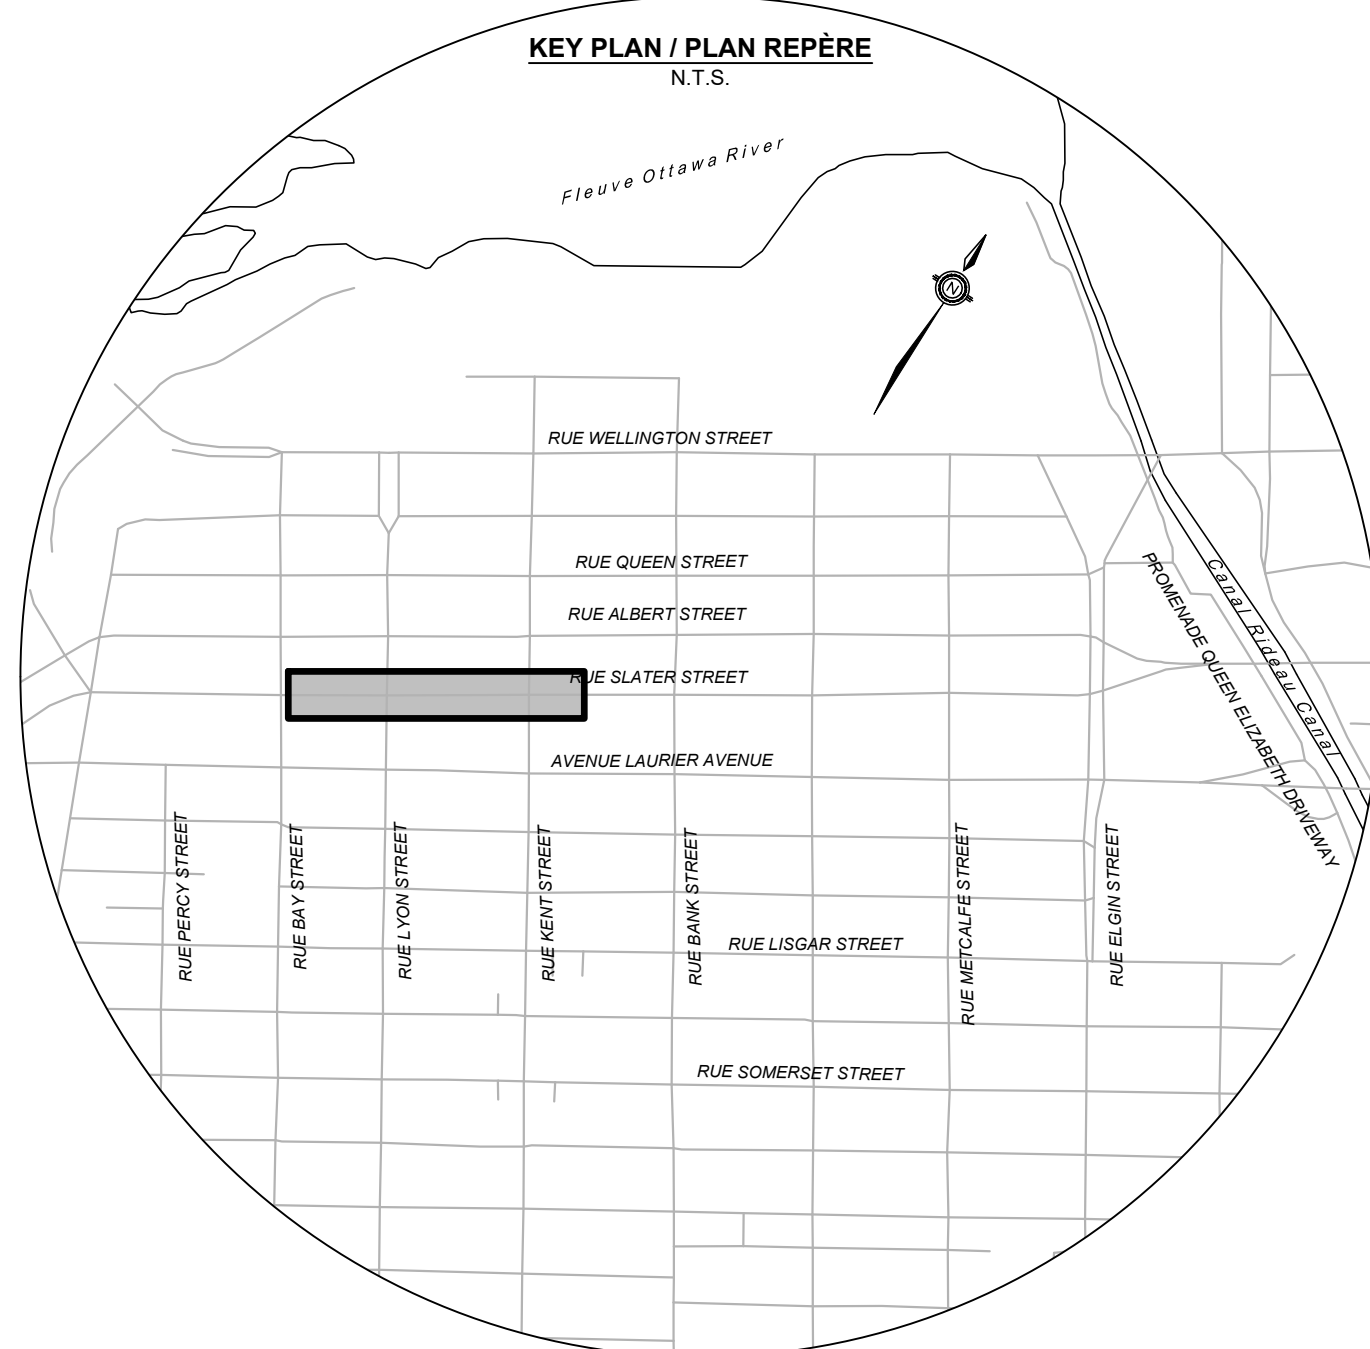 KEY PLAN / PLAN REPÈRE
N.T.S.
Fleuve Ottawa River
N
RUE WELLINGTON STREET
RUE QUEEN STREET
RUE ALBERT STREET
RUE SLATER STREET
AVENUE LAURIER AVENUE
PROMENADE QUEEN ELIZABETH DRIVEWAY
Canal Rideau Canal
RUE PERCY STREET
RUE BAY STREET
RUE LYON STREET
RUE KENT STREET
RUE BANK STREET
RUE METCALFE STREET
RUE ELGIN STREET
RUE LISGAR STREET
RUE SOMERSET STREET